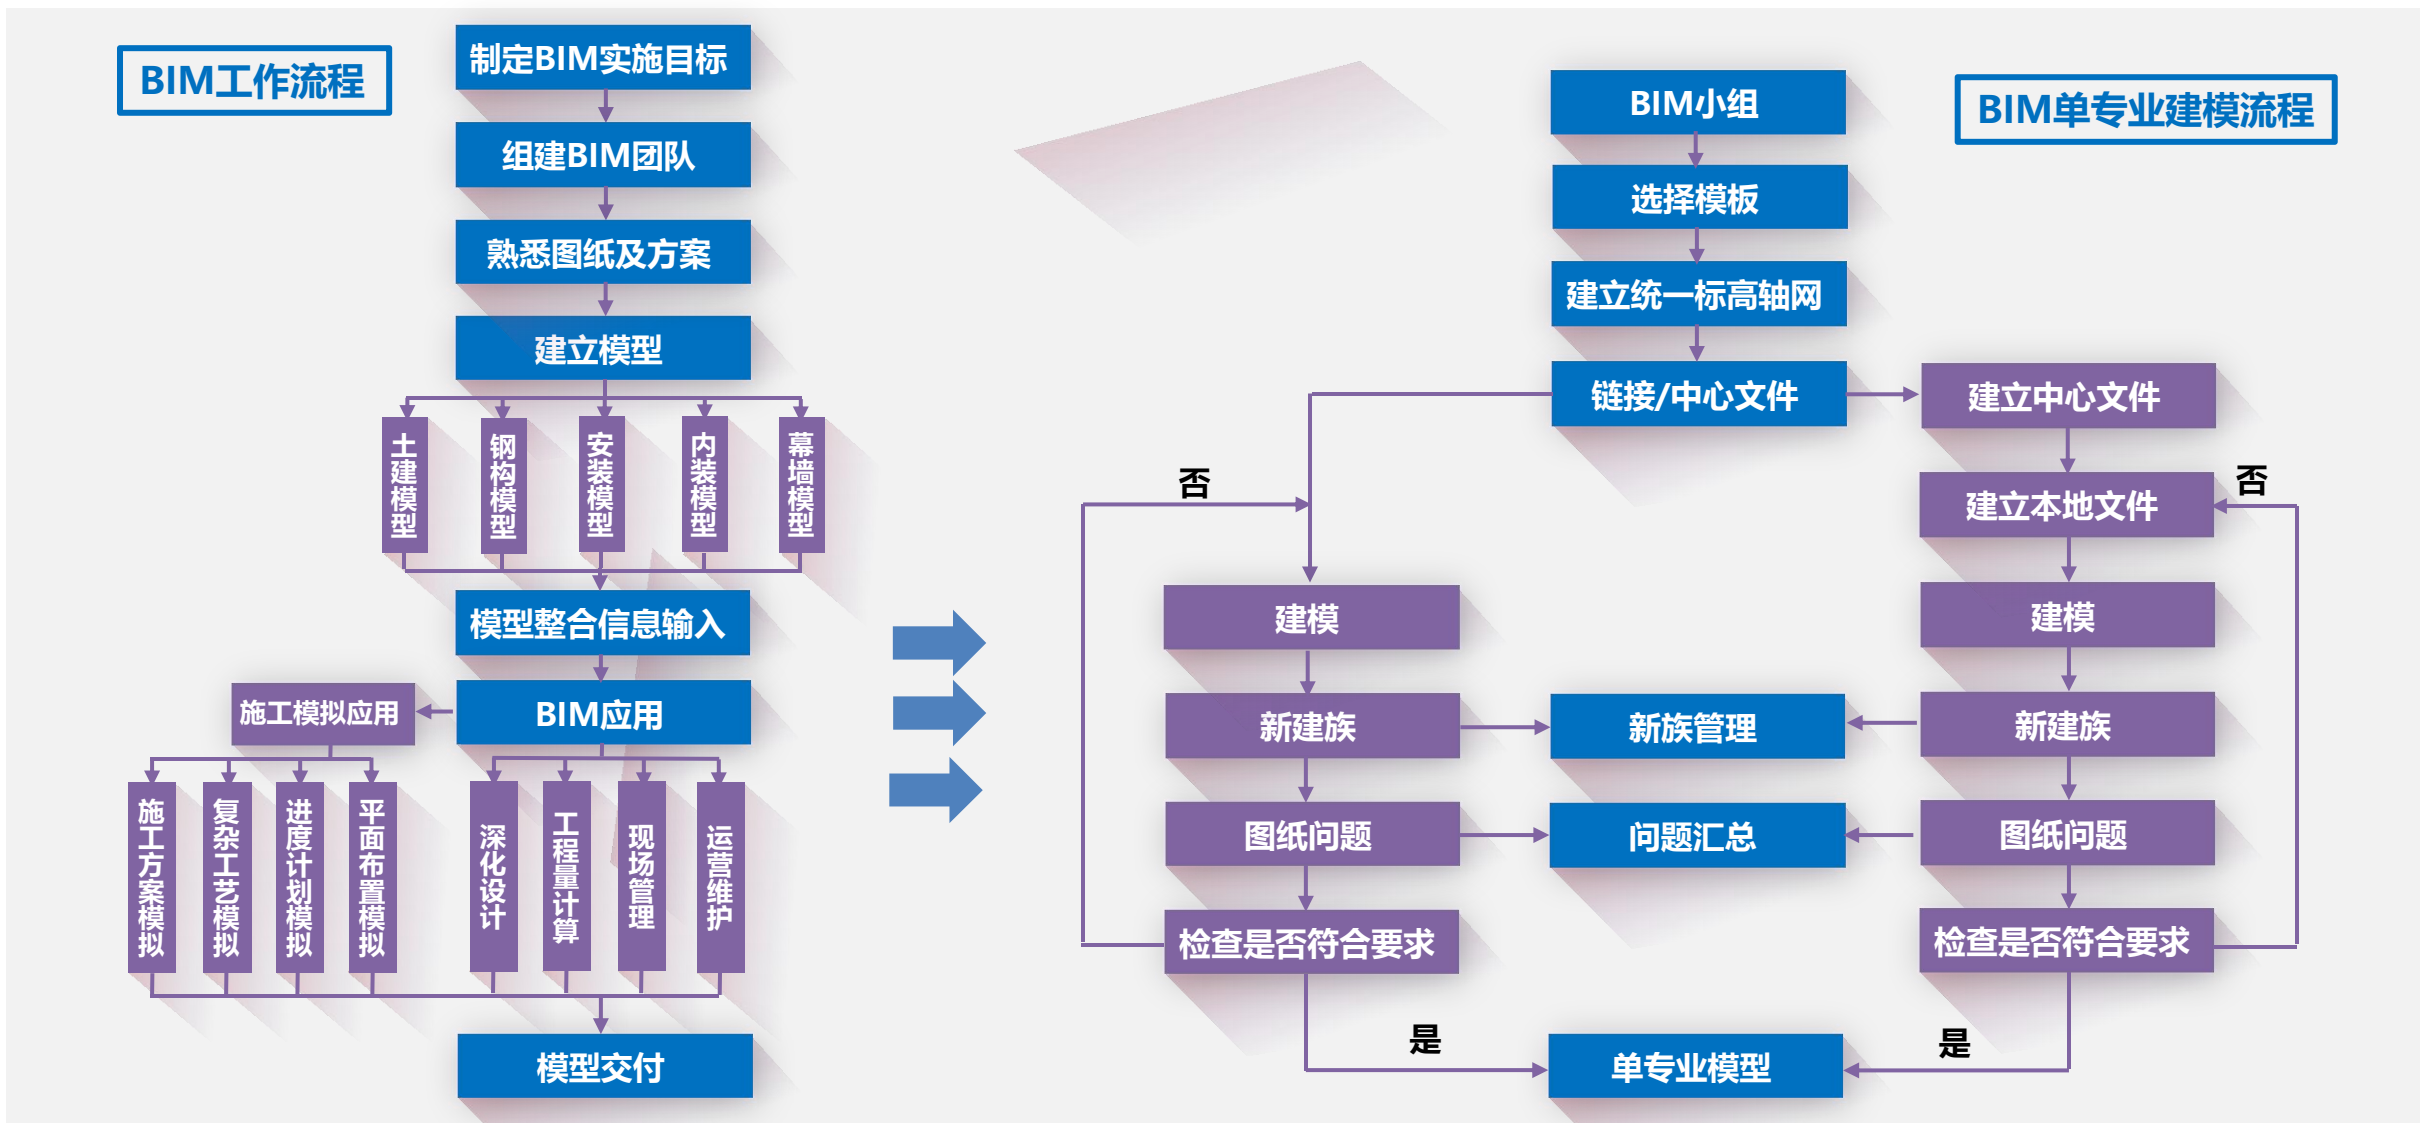 BIM工作流程
制定BIM实施目标
组建BIM团队
熟悉图纸及方案
建立模型
土建模型
钢构模型
安装模型
内装模型
幕墙模型
模型整合信息输入
施工模拟应用
BIM应用
施工方案模拟
复杂工艺模拟
进度计划模拟
平面布置模拟
深化设计
工程量计算
现场管理
运营维护
模型交付
BIM单专业建模流程
BIM小组
选择模板
建立统一标高轴网
链接/中心文件
建立中心文件
否
建立本地文件
否
建模
建模
新建族
新族管理
新建族
图纸问题
问题汇总
图纸问题
检查是否符合要求
检查是否符合要求
是
单专业模型
是